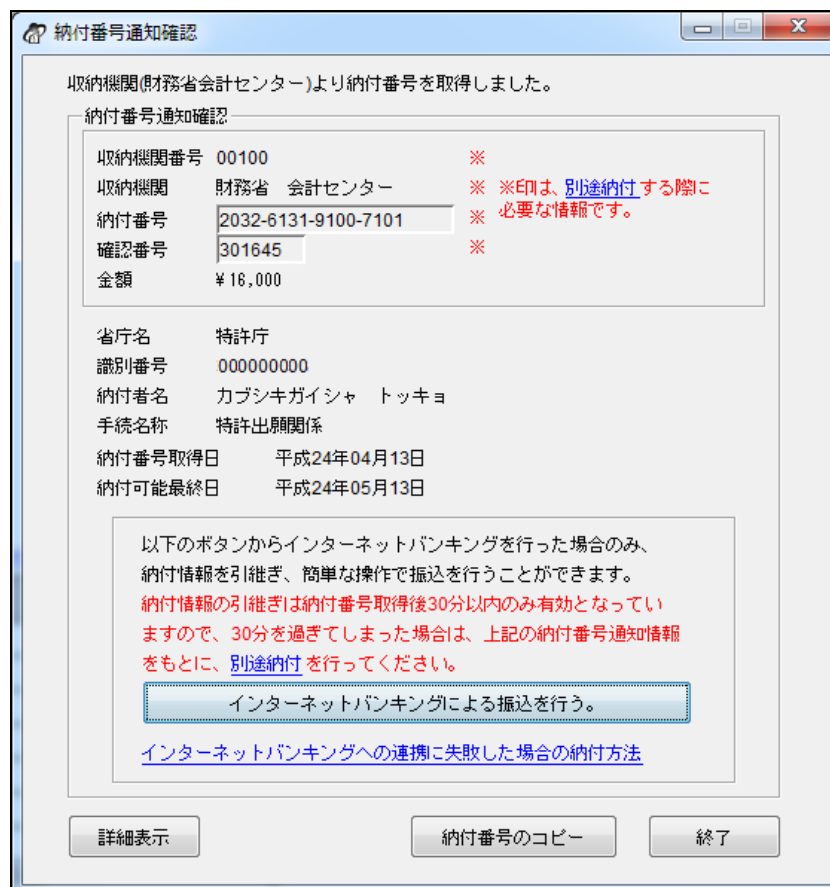 納付番号通知確認
収納機関(財務省会計センター)より納付番号を取得しました。
納付番号通知確認
収納機関番号 00100 ※
収納機関 財務省 会計センター ※ ※印は、別途納付する際に
必要な情報です。
納付番号 2032-6131-9100-7101 ※
確認番号 301645 ※
金額 ¥16,000
省庁名 特許庁
識別番号 000000000
納付者名 カブシキガイシャ トッキョ
手続名称 特許出願関係
納付番号取得日 平成24年04月13日
納付可能最終日 平成24年05月13日
以下のボタンからインターネットバンキングを行った場合のみ、
納付情報を引継ぎ、簡単な操作で振込を行うことができます。
納付情報の引継ぎは納付番号取得後30分以内のみ有効となってい
ますので、30分を過ぎてしまった場合は、上記の納付番号通知情報
をもとに、別途納付を行ってください。
インターネットバンキングによる振込を行う。
インターネットバンキングへの連携に失敗した場合の納付方法
詳細表示 納付番号のコピー 終了